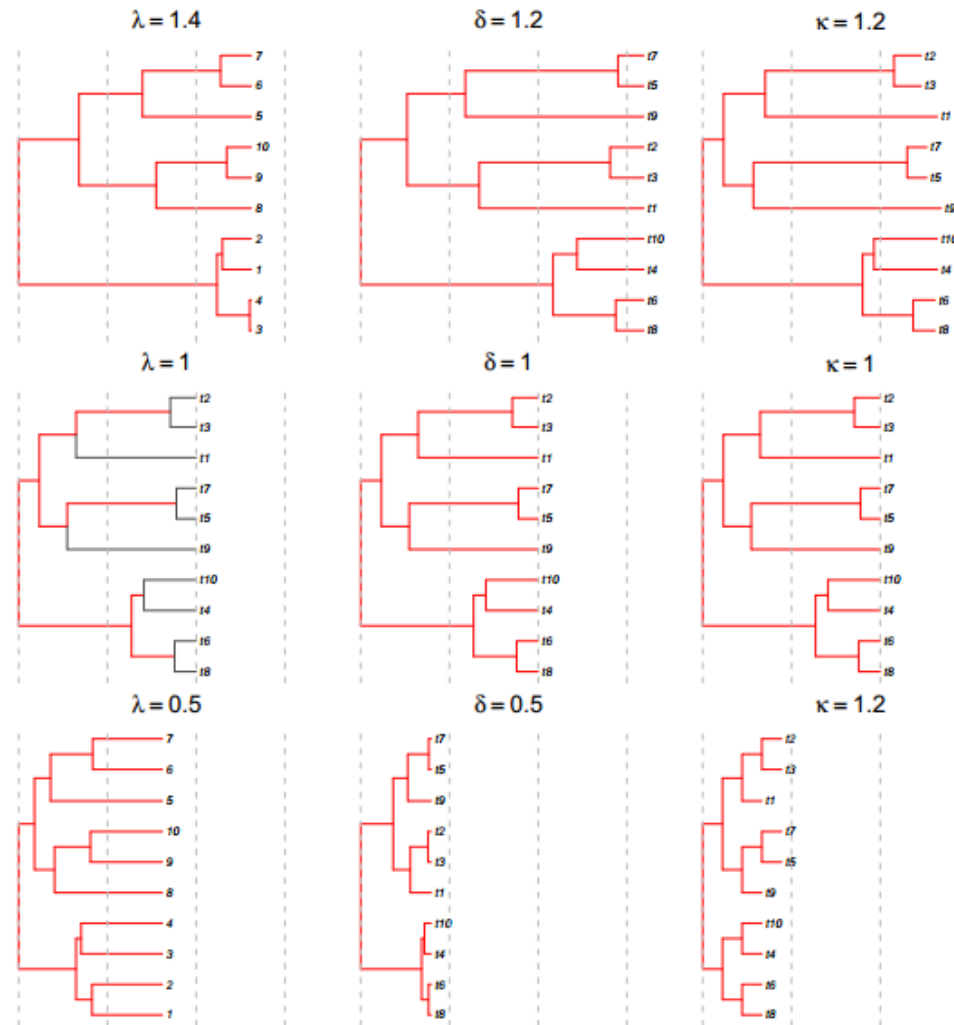 λ = 1.4 δ = 1.2 κ = 1.2
7 t7 t2
6 t5 t3
5 t9 t1
10 t2 t7
9 t3 t5
8 t1 t9
2 t10 t10
1 t4 t4
4 t6 t6
3 t8 t8
λ = 1 δ = 1 κ = 1
t2 t2 t2
t3 t3 t3
t1 t1 t1
t7 t7 t7
t5 t5 t5
t9 t9 t9
t10 t10 t10
t4 t4 t4
t6 t6 t6
t8 t8 t8
λ = 0.5 δ = 0.5 κ = 1.2
7 t7 t2
6 t5 t3
5 t9 t1
10 t2 t7
9 t3 t5
8 t1 t9
4 t10 t10
3 t4 t4
2 t6 t6
1 t8 t8